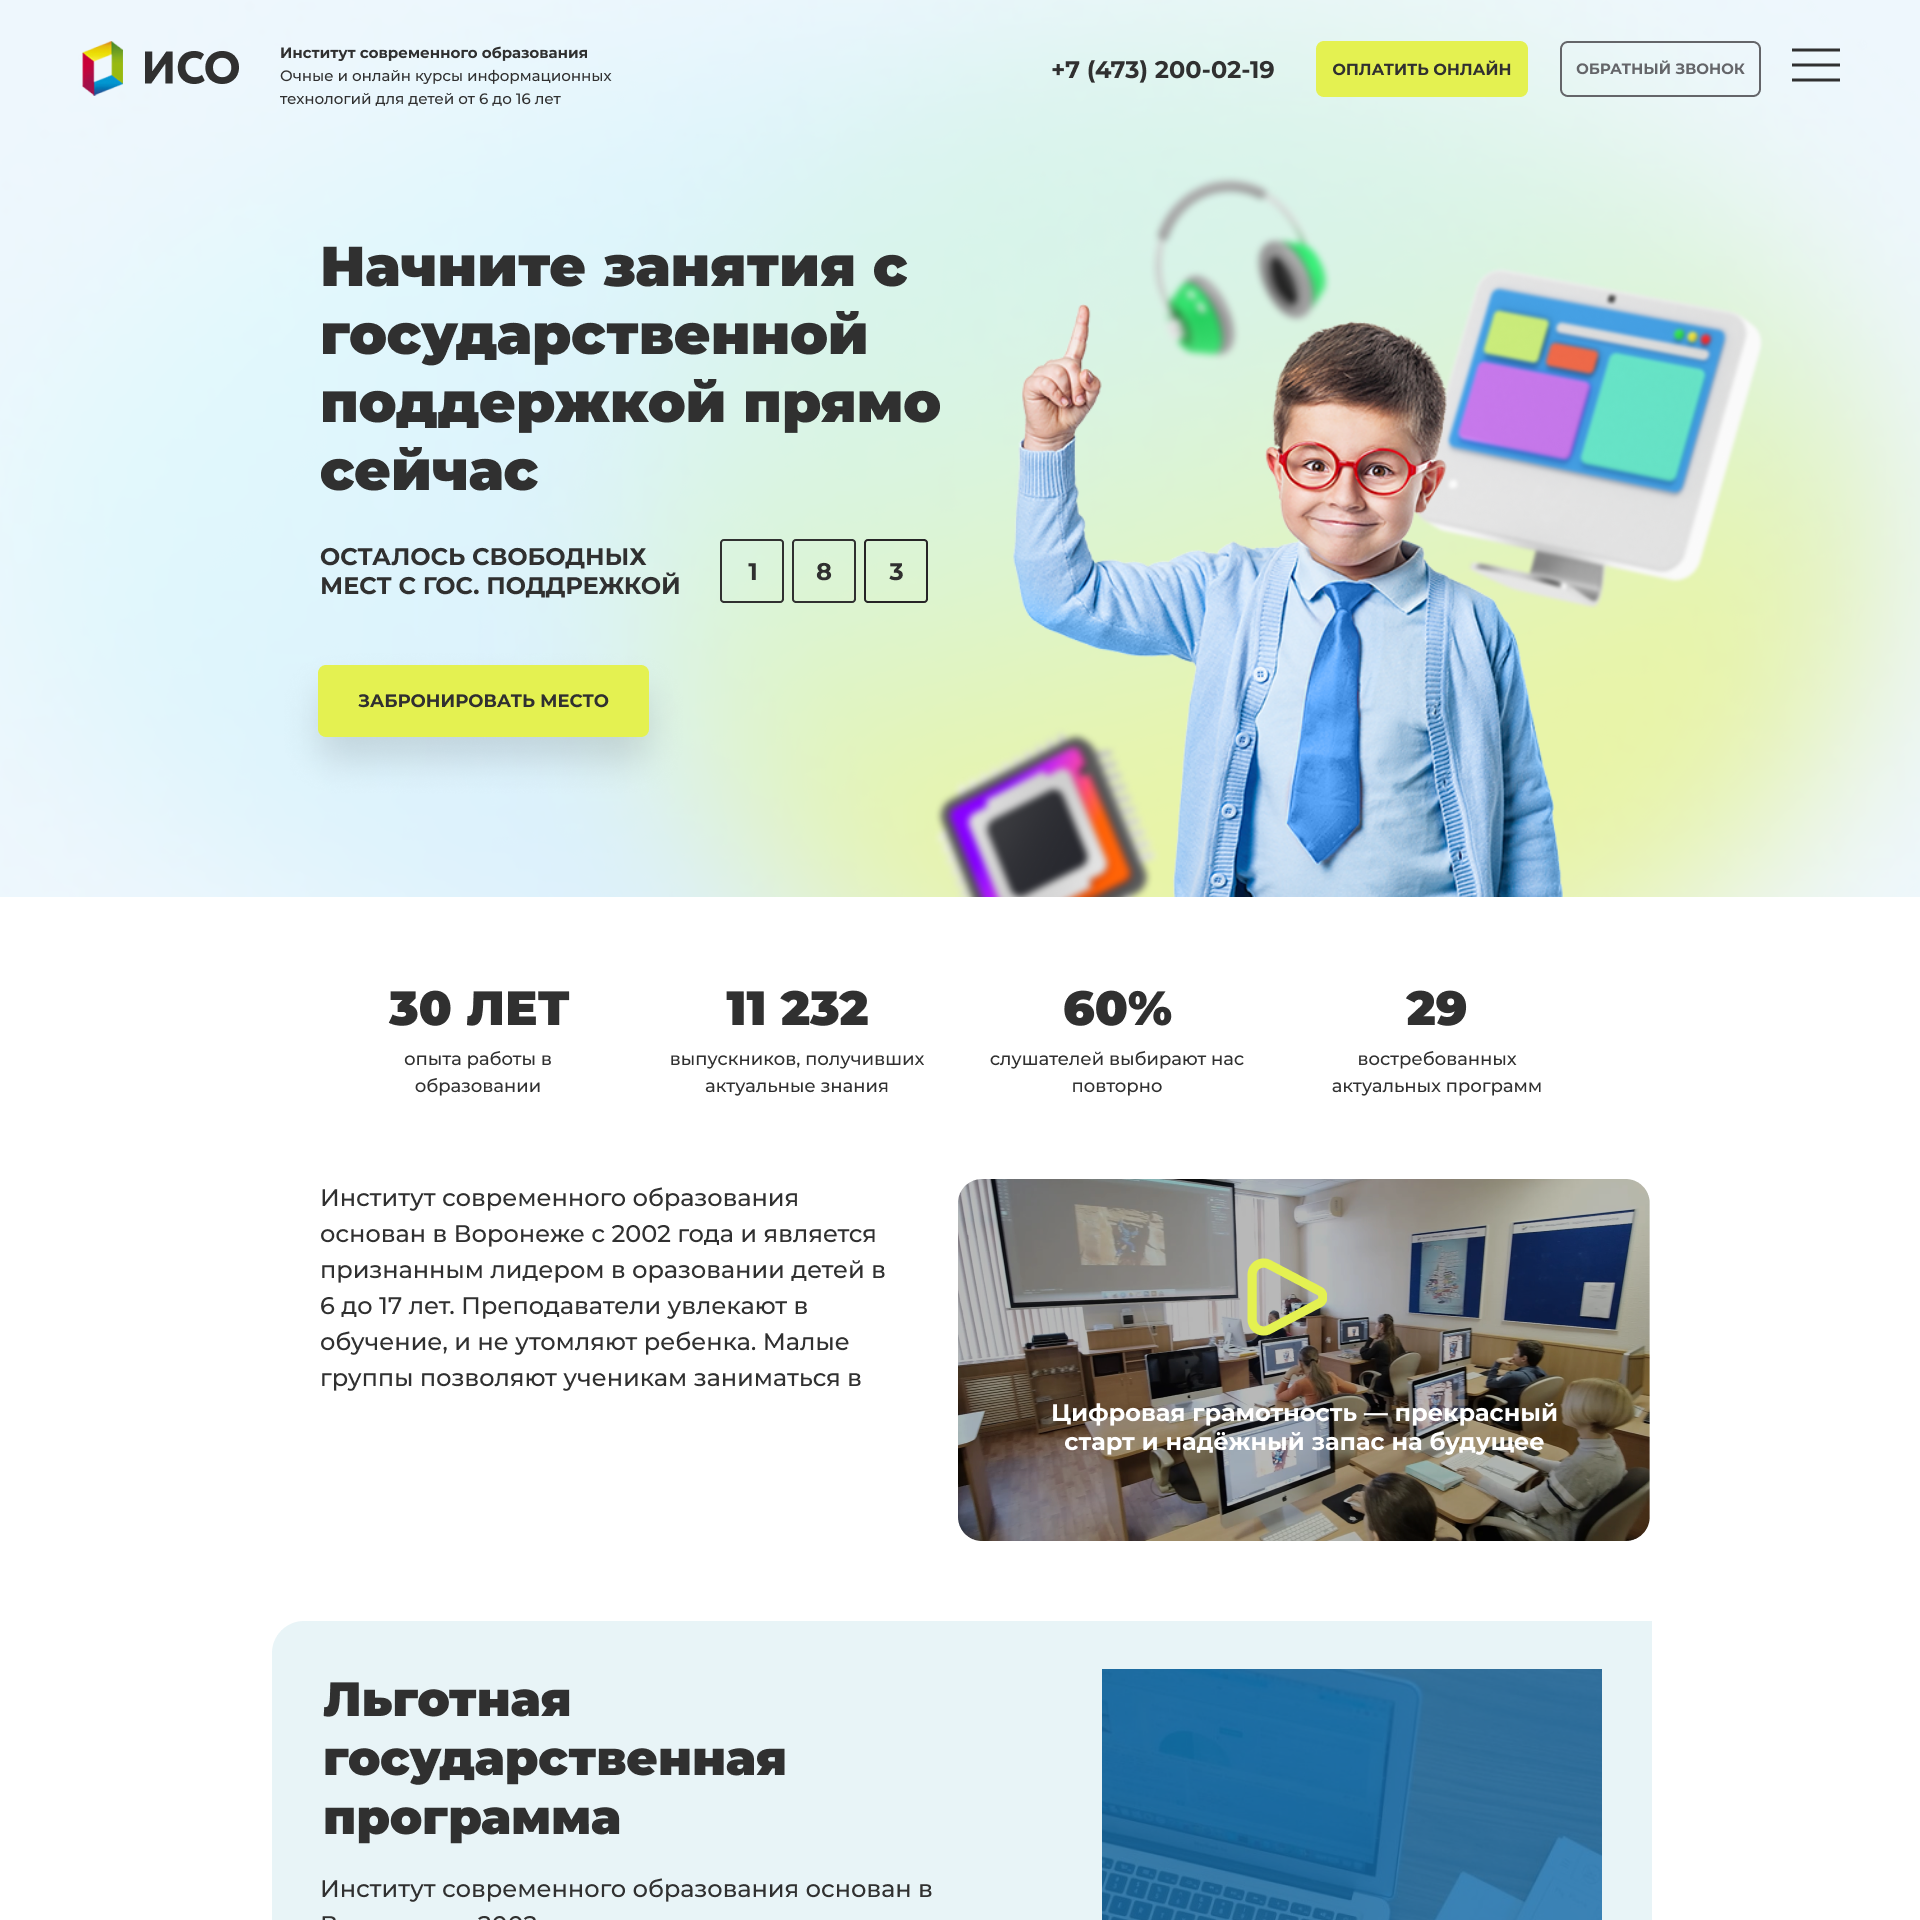 ИСО
Институт современного образования
Очные и онлайн курсы информационных
технологий для детей от 6 до 16 лет
+7 (473) 200-02-19
ОПЛАТИТЬ ОНЛАЙН
ОБРАТНЫЙ ЗВОНОК
Начните занятия с
государственной
поддержкой прямо
сейчас
ОСТАЛОСЬ СВОБОДНЫХ
МЕСТ С ГОС. ПОДДРЕЖКОЙ
1 8 3
ЗАБРОНИРОВАТЬ МЕСТО
30 ЛЕТ
опыта работы в
образовании
11 232
выпускников, получивших
актуальные знания
60%
слушателей выбирают нас
повторно
29
востребованных
актуальных программ
Институт современного образования
основан в Воронеже с 2002 года и является
признанным лидером в оразовании детей в
6 до 17 лет. Преподаватели увлекают в
обучение, и не утомляют ребенка. Малые
группы позволяют ученикам заниматься в
Цифровая грамотность — прекрасный
старт и надёжный запас на будущее
Льготная
государственная
программа
Институт современного образования основан в